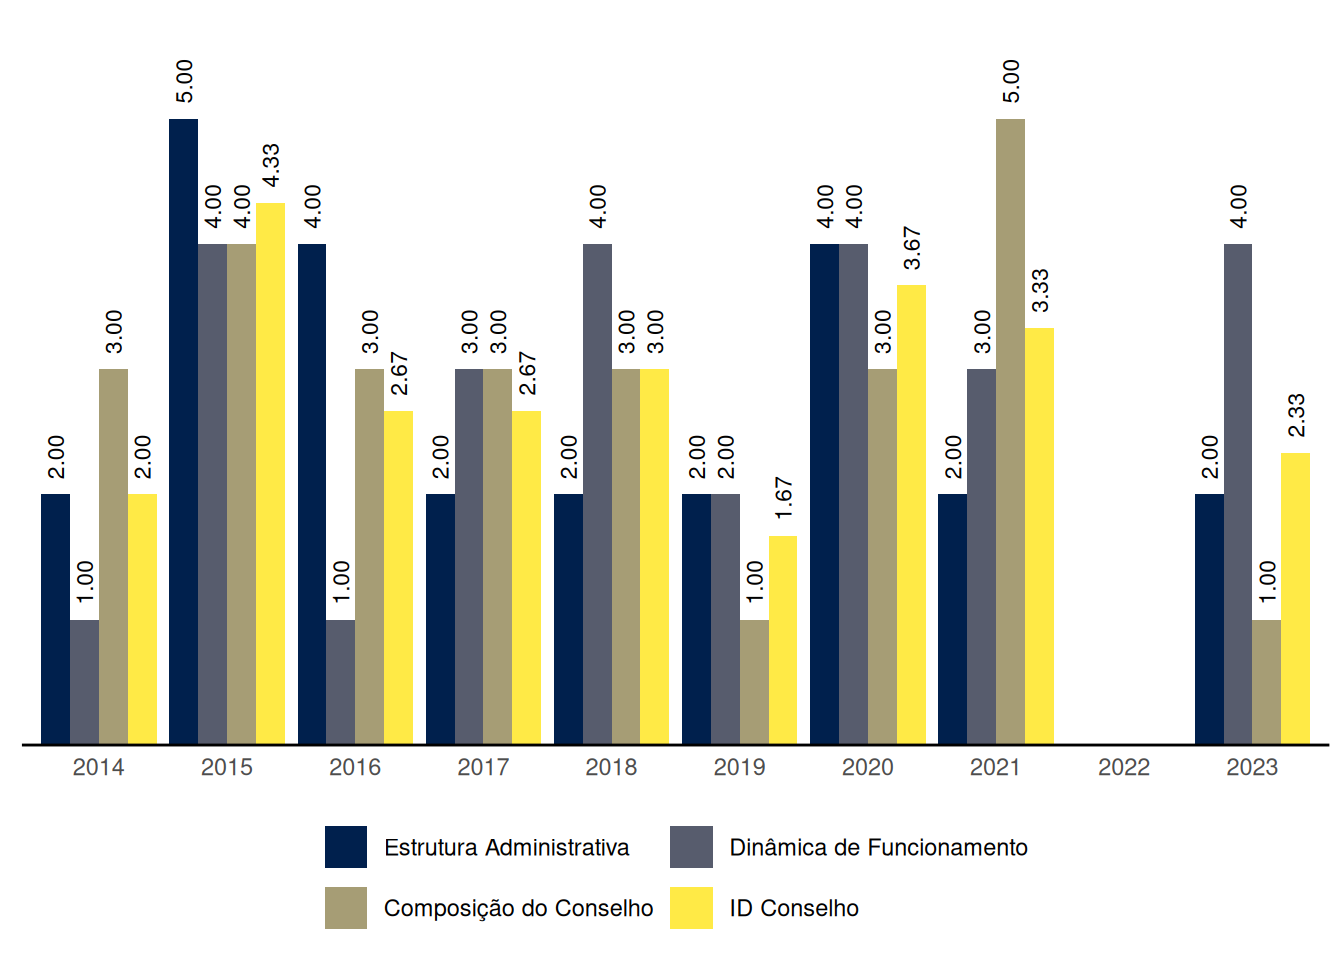 2.00 1.00 3.00 2.00
5.00 4.00 4.00 4.33
4.00 1.00 3.00 2.67
2.00 3.00 3.00 2.67
2.00 4.00 3.00 3.00
2.00 2.00 1.00 1.67
4.00 4.00 3.00 3.67
2.00 3.00 5.00 3.33
2.00 4.00 1.00 2.33
2014 2015 2016 2017 2018 2019 2020 2021 2022 2023
Estrutura Administrativa Dinâmica de Funcionamento
Composição do Conselho ID Conselho